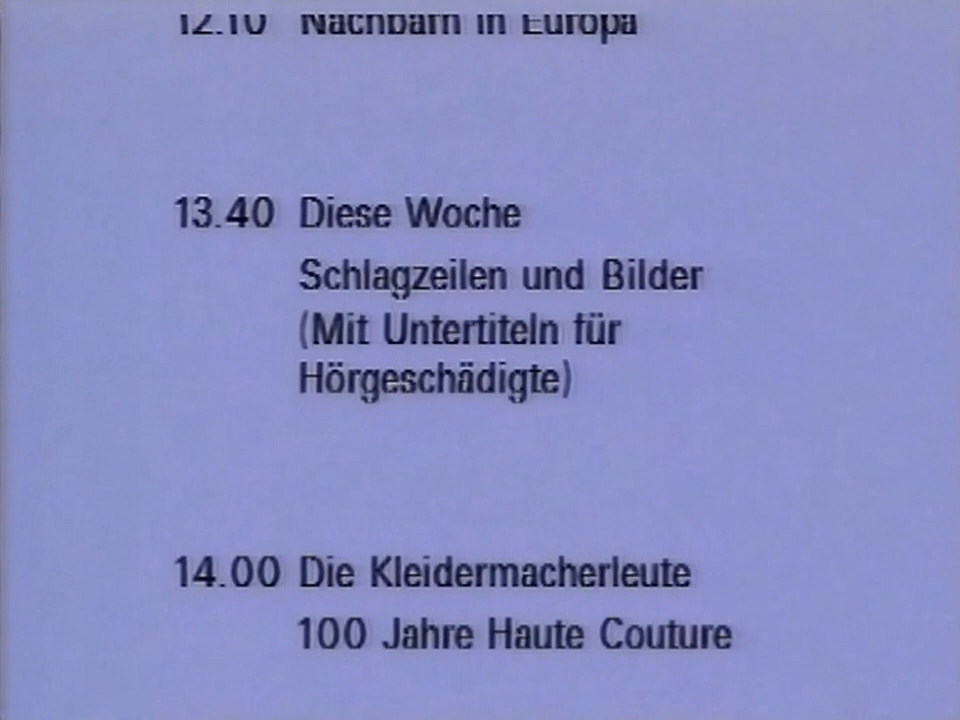 12.10 Nachbarn in Europa
13.40 Diese Woche
Schlagzeilen und Bilder
(Mit Untertiteln für
Hörgeschädigte)
14.00 Die Kleidermacherleute
100 Jahre Haute Couture